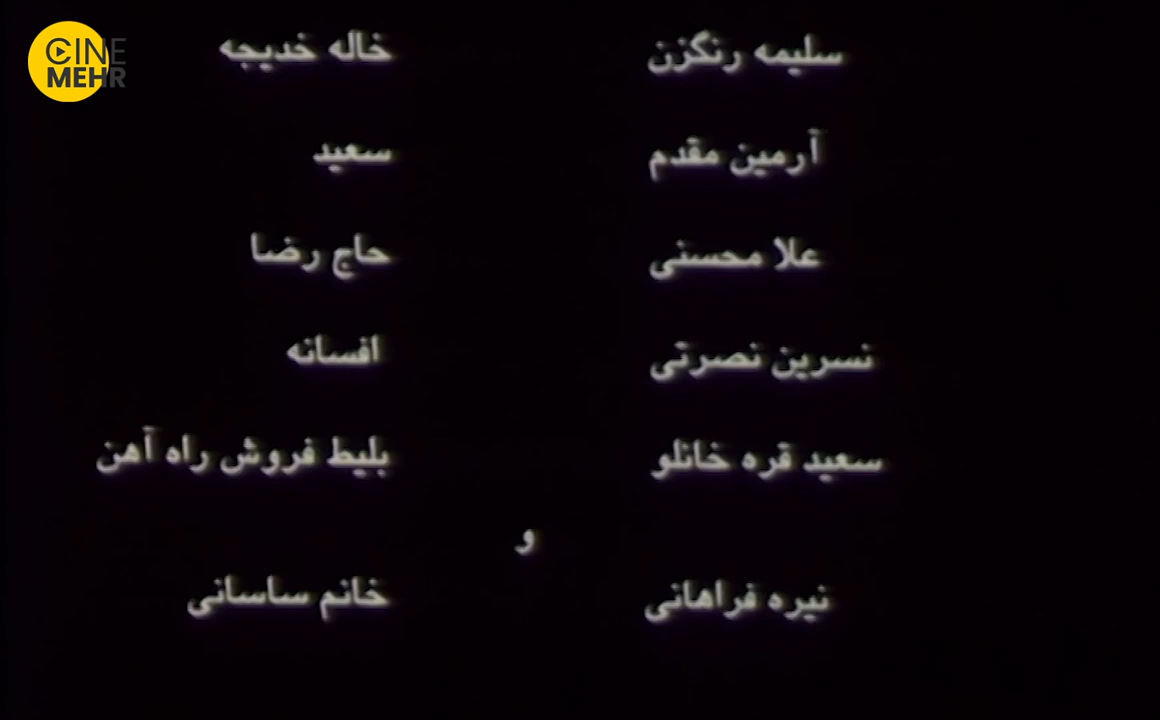 CINE
MEHR
سلیمه رنگزن خاله خدیجه
آرمین مقدم سعید
علا محسنی حاج رضا
نسرین نصرتی افسانه
سعید قره خانلو بلیط فروش راه آهن
و
نیره فراهانی خانم ساسانی